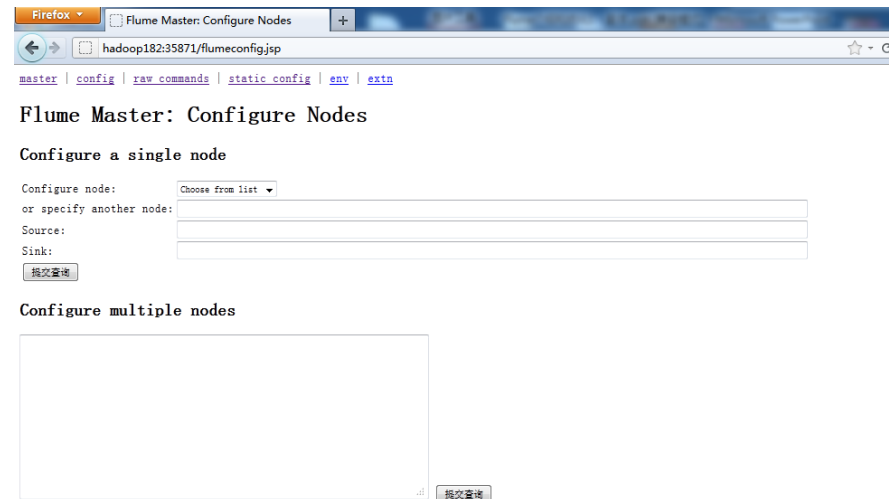 Firefox
Flume Master: Configure Nodes
hadoop182:35871/flumeconfig.jsp
master | config | raw commands | static config | env | extn
Flume Master: Configure Nodes
Configure a single node
Configure node: Choose from list
or specify another node:
Source:
Sink:
提交查询
Configure multiple nodes
提交查询